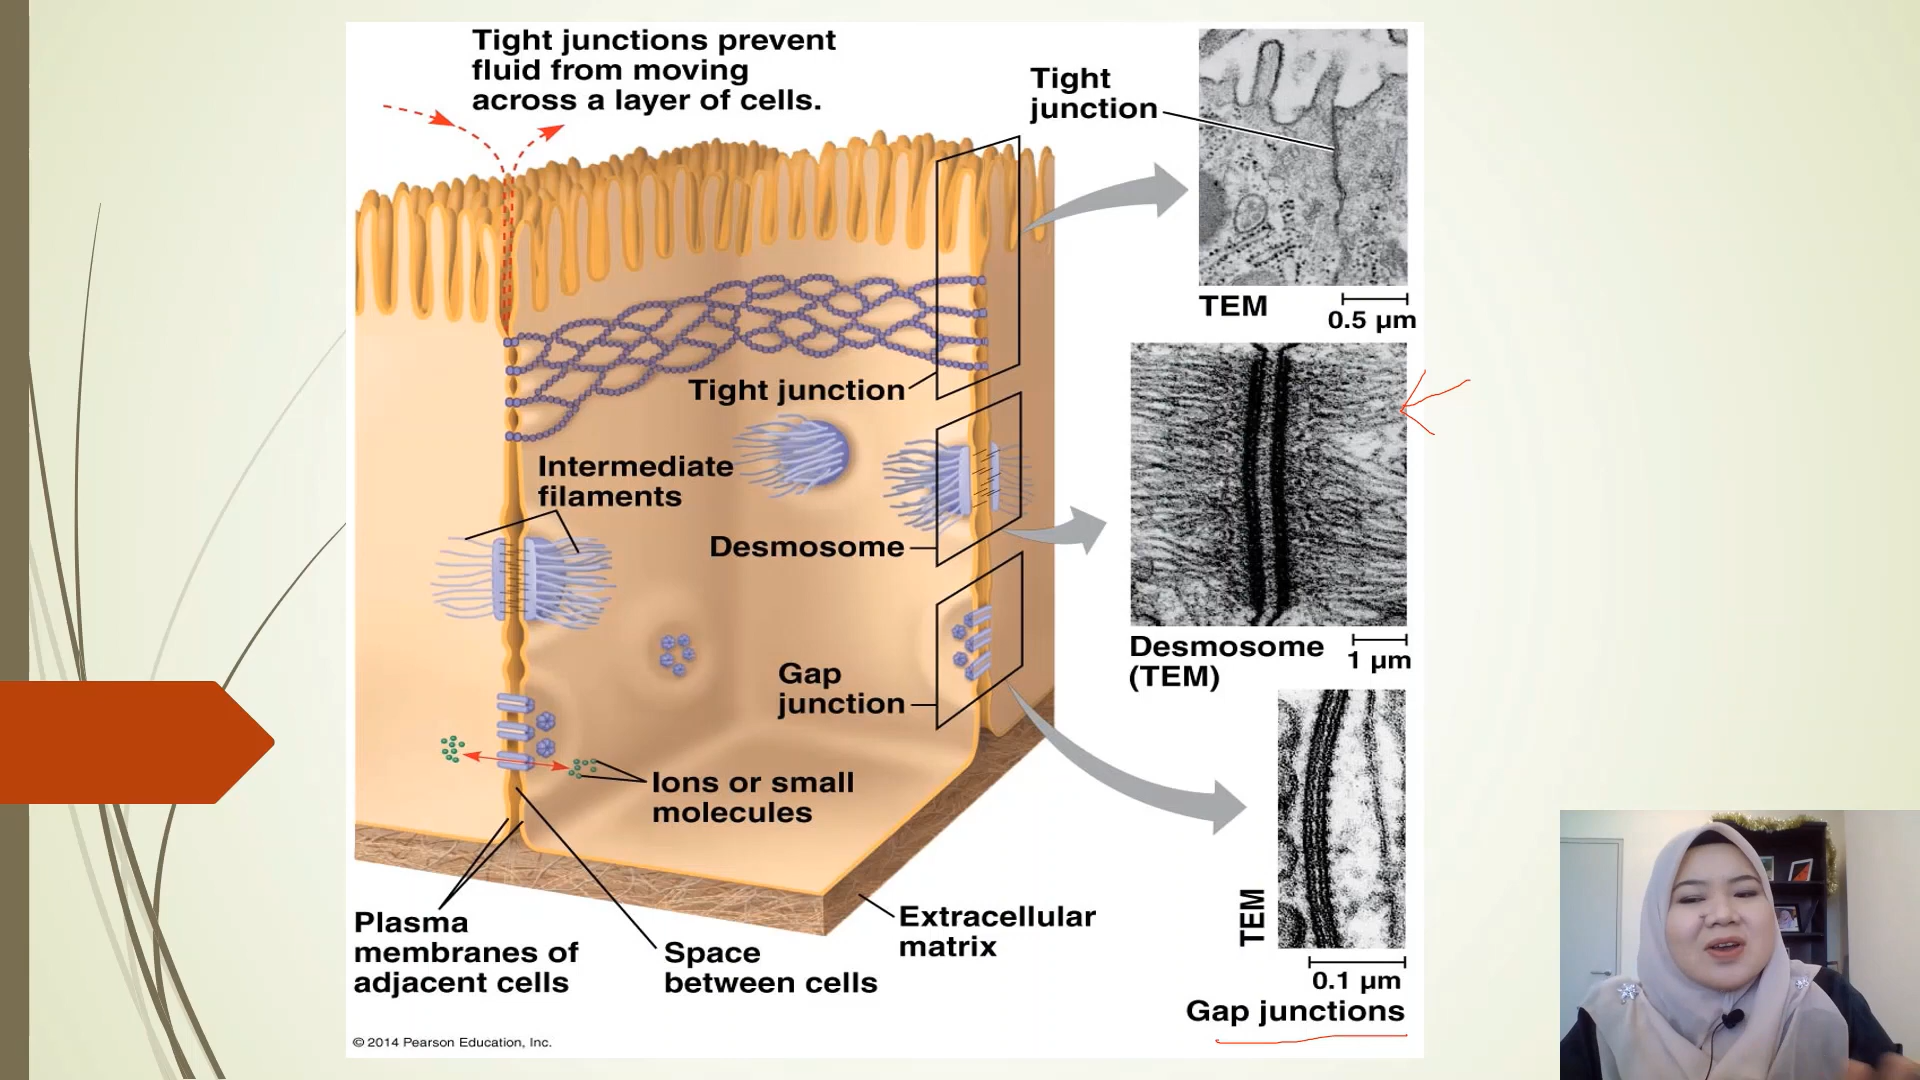 Tight junctions prevent
fluid from moving
across a layer of cells.
Tight
junction
TEM
0.5 µm
Tight junction
Intermediate
filaments
Desmosome
Desmosome
(TEM)
1 µm
Gap
junction
Ions or small
molecules
Plasma
membranes of
adjacent cells
Space
between cells
Extracellular
matrix
TEM
0.1 µm
Gap junctions
© 2014 Pearson Education, Inc.